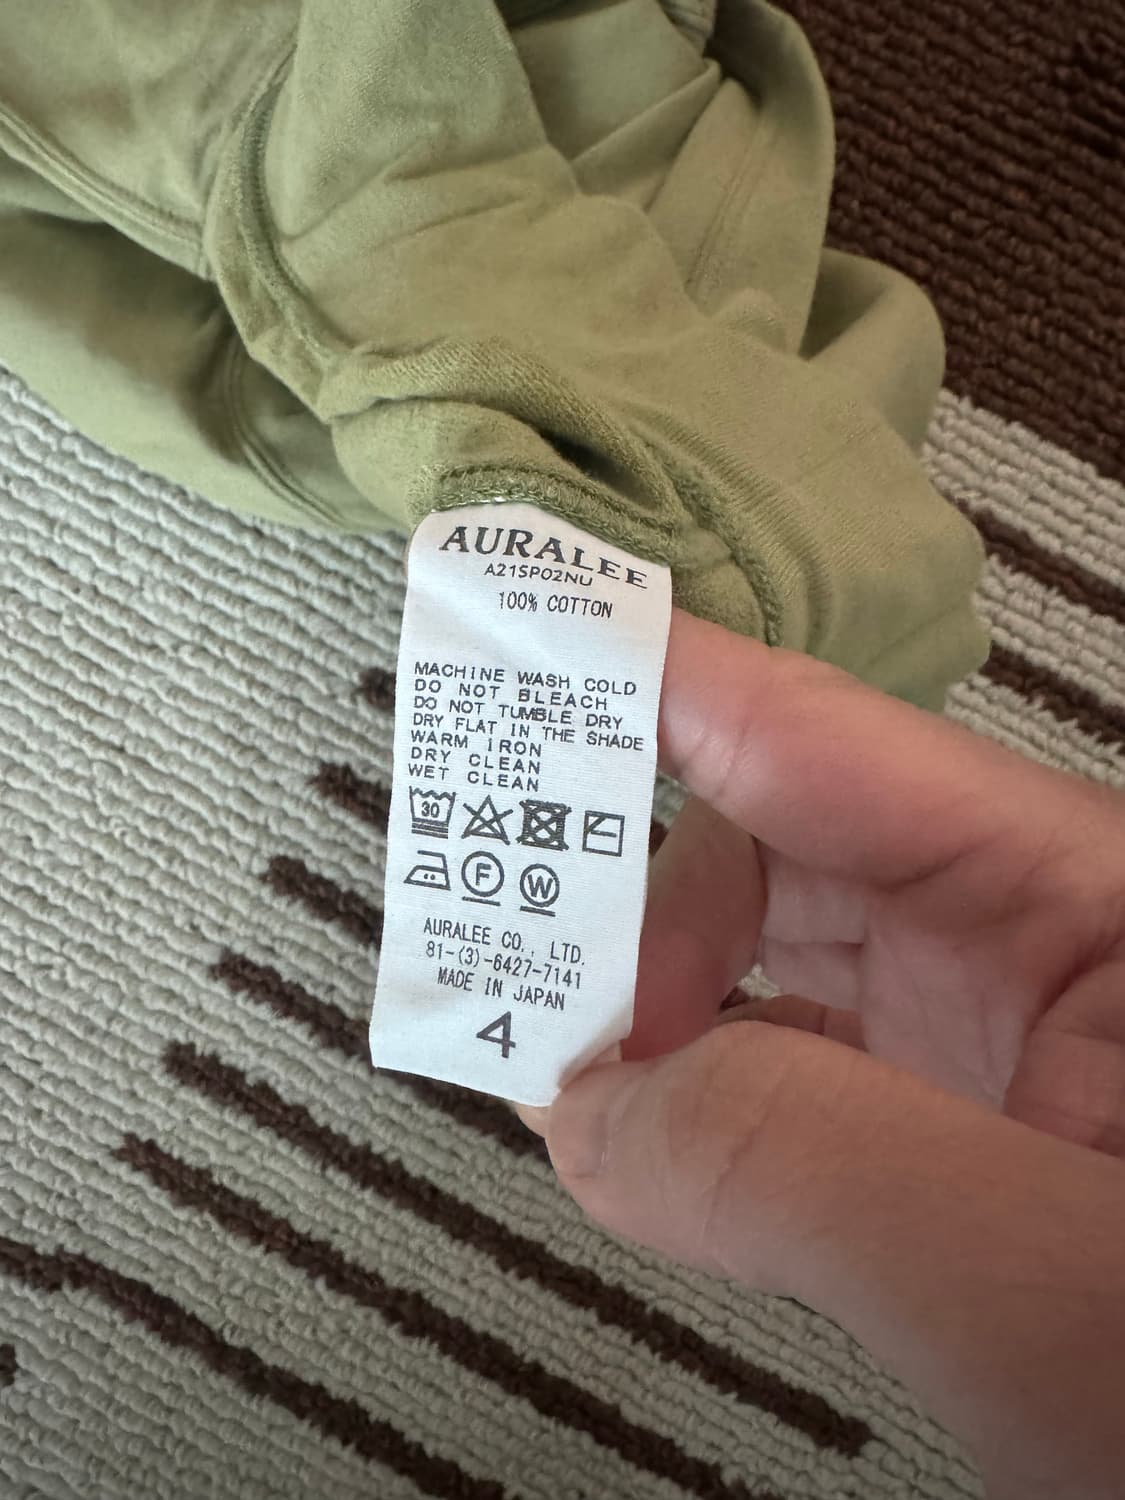 AURALEE
A21SP02NU
100% COTTON
MACHINE WASH COLD
DO NOT BLEACH
DO NOT TUMBLE DRY
DRY FLAT IN THE SHADE
WARM IRON
DRY CLEAN
WET CLEAN
30
F W
AURALEE CO., LTD.
81-(3)-6427-7141
MADE IN JAPAN
4